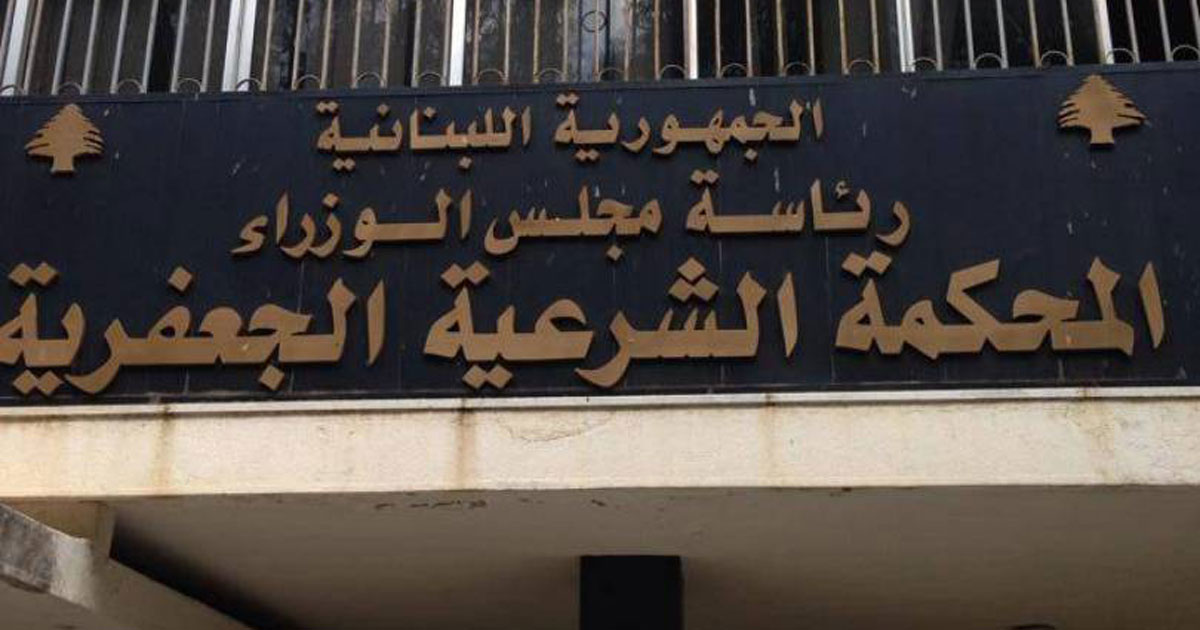 الجمهورية اللبنانية
رئاسة مجلس الوزراء
المحكمة الشرعية الجعفرية